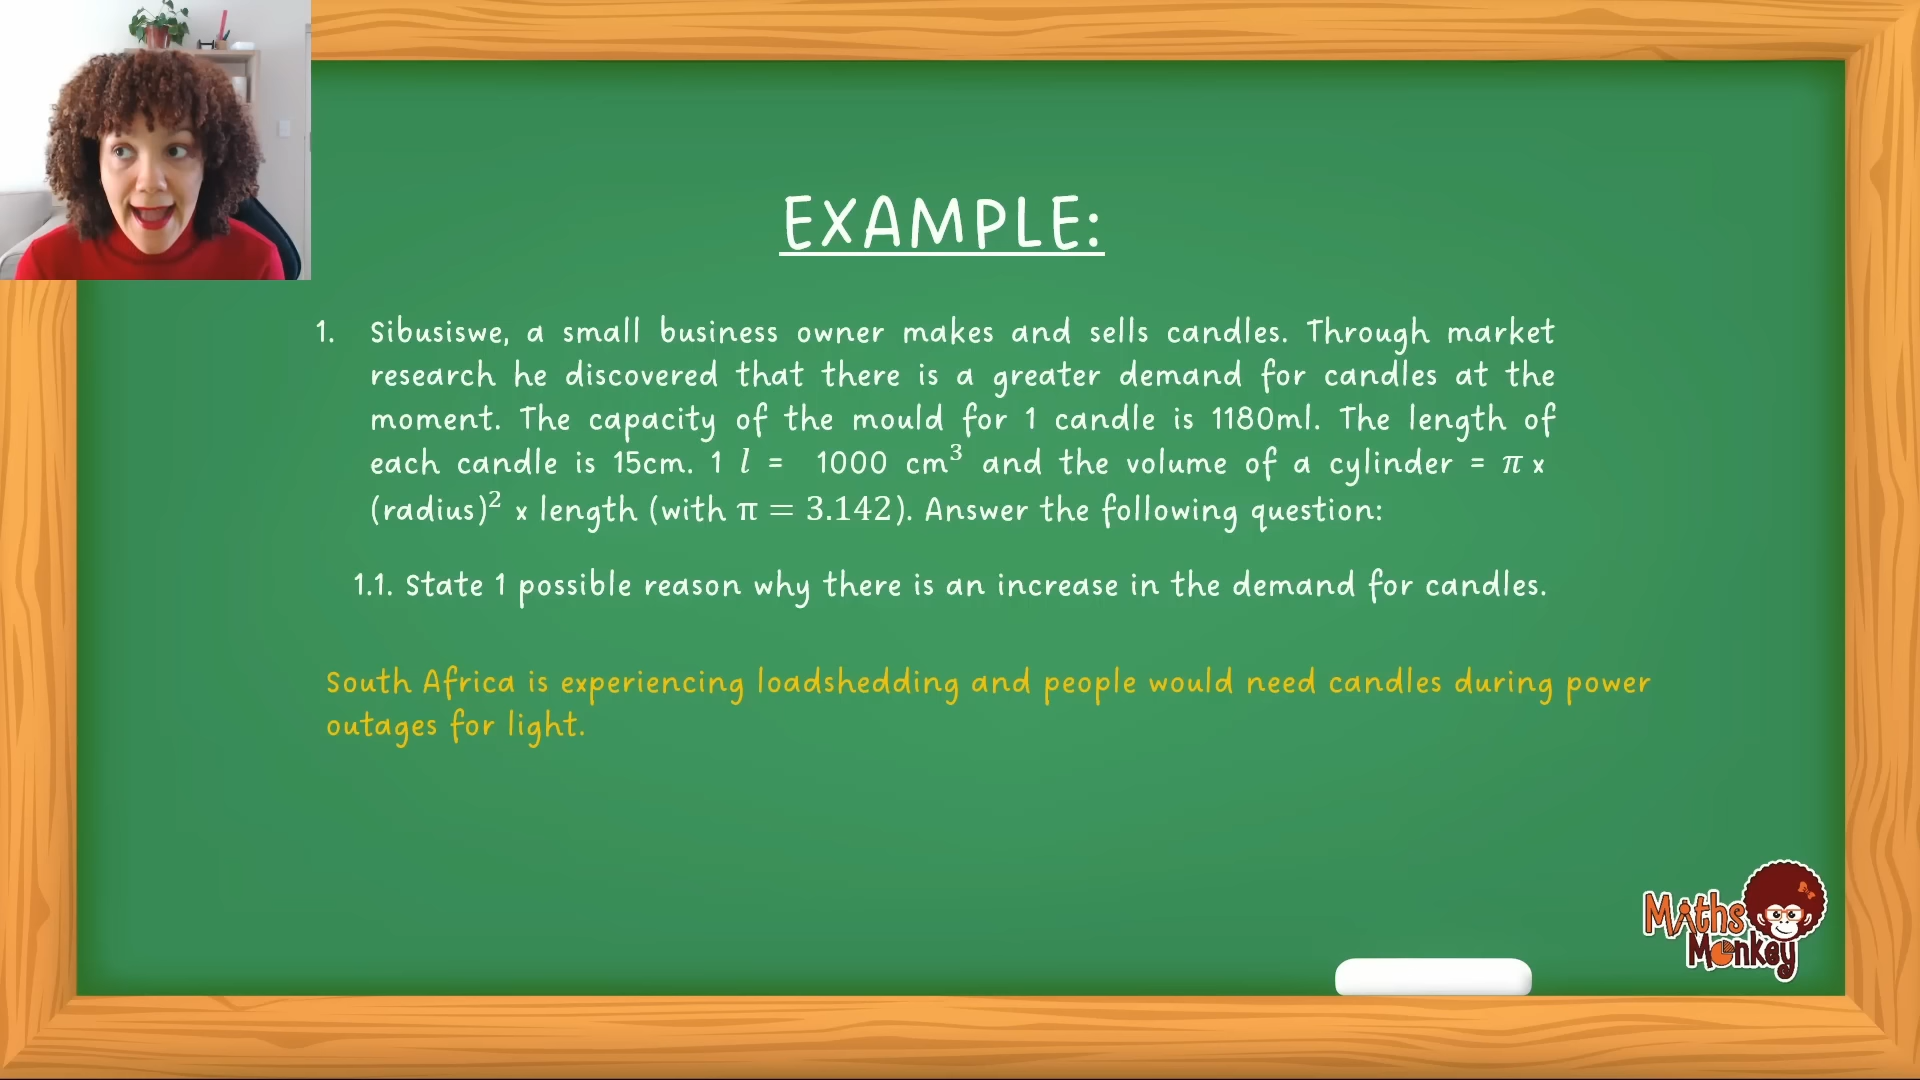 EXAMPLE:
1. Sibusiswe, a small business owner makes and sells candles. Through market
research he discovered that there is a greater demand for candles at the
moment. The capacity of the mould for 1 candle is 1180ml. The length of
each candle is 15cm. 1 l = 1000 cm³ and the volume of a cylinder = π x
(radius)² x length (with π = 3.142). Answer the following question:
1.1. State 1 possible reason why there is an increase in the demand for candles.
South Africa is experiencing loadshedding and people would need candles during power
outages for light.
Maths
Monkey